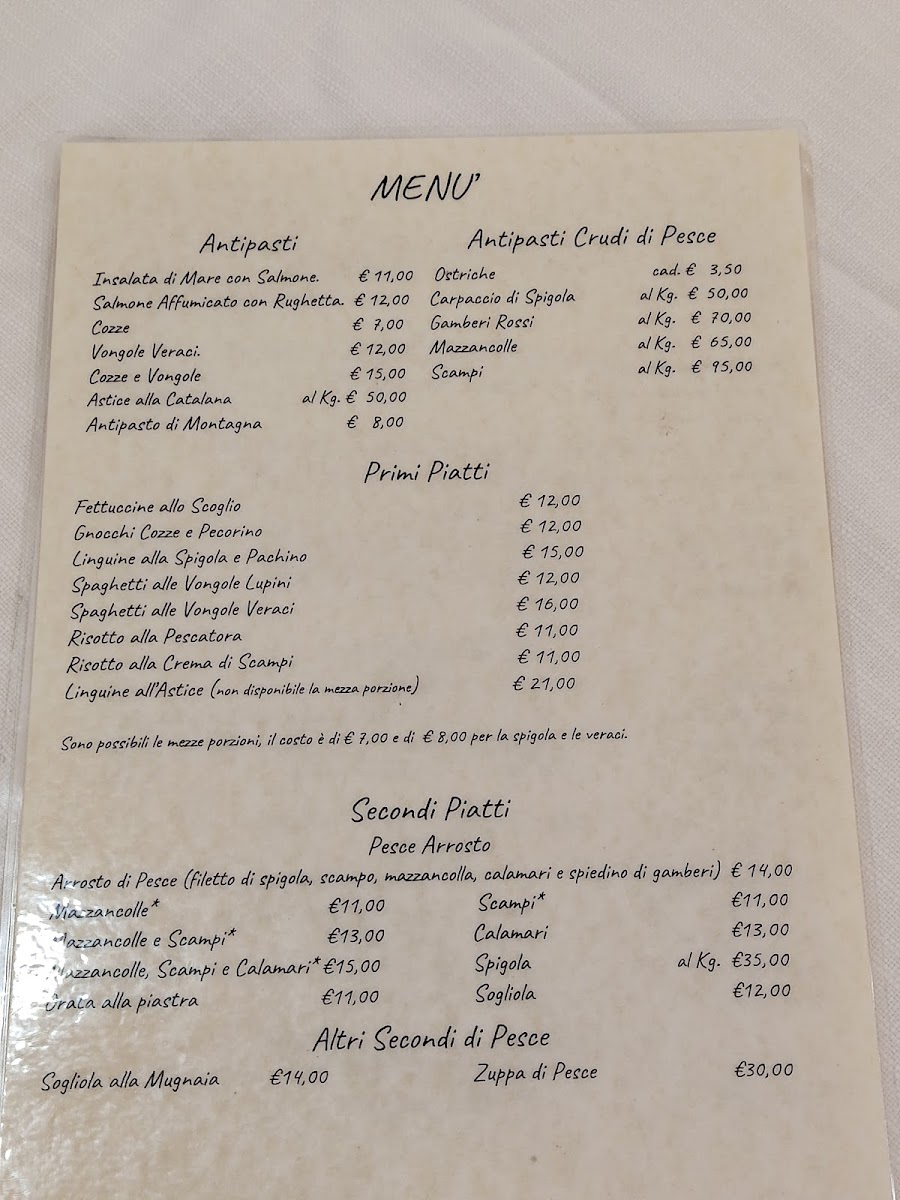 MENU'
Antipasti
Insalata di Mare con Salmone. € 11,00
Salmone Affumicato con Rughetta. € 12,00
Cozze € 7,00
Vongole Veraci. € 12,00
Cozze e Vongole € 15,00
Astice alla Catalana al Kg. € 50,00
Antipasto di Montagna € 8,00
Antipasti Crudi di Pesce
Ostriche cad. € 3,50
Carpaccio di Spigola al Kg. € 50,00
Gamberi Rossi al Kg. € 70,00
Mazzancolle al Kg. € 65,00
Scampi al Kg. € 95,00
Primi Piatti
Fettuccine allo Scoglio € 12,00
Gnocchi Cozze e Pecorino € 12,00
Linguine alla Spigola e Pachino € 15,00
Spaghetti alle Vongole Lupini € 12,00
Spaghetti alle Vongole Veraci € 16,00
Risotto alla Pescatora € 11,00
Risotto alla Crema di Scampi € 11,00
Linguine all'Astice (non disponibile la mezza porzione) € 21,00
Sono possibili le mezze porzioni, il costo è di € 7,00 e di € 8,00 per la spigola e le veraci.
Secondi Piatti
Pesce Arrosto
Arrosto di Pesce (filetto di spigola, scampo, mazzancolla, calamari e spiedino di gamberi) € 14,00
Mazzancolle* €11,00 Scampi* €11,00
Mazzancolle e Scampi* €13,00 Calamari €13,00
Mazzancolle, Scampi e Calamari* €15,00 Spigola al Kg. €35,00
Orata alla piastra €11,00 Sogliola €12,00
Altri Secondi di Pesce
Sogliola alla Mugnaia €14,00 Zuppa di Pesce €30,00